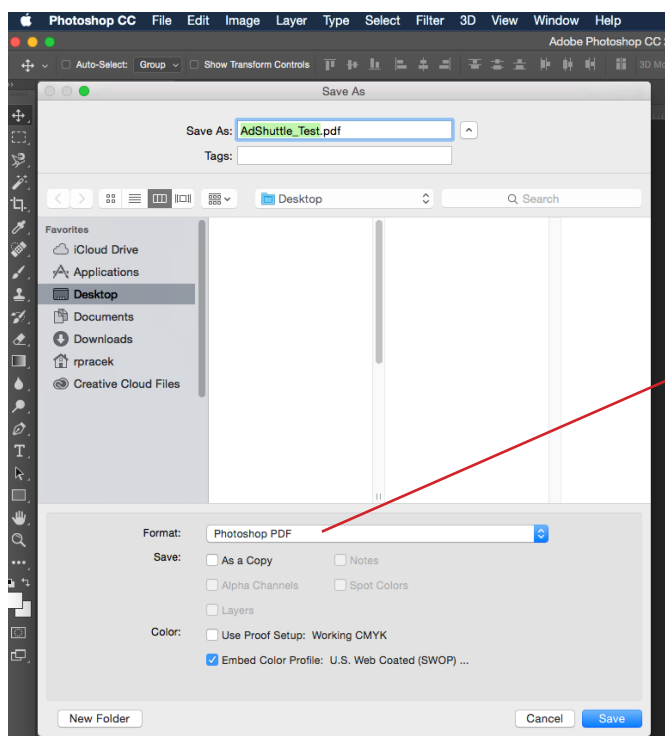 Photoshop CC File Edit Image Layer Type Select Filter 3D View Window Help
Adobe Photoshop CC
Auto-Select: Group Show Transform Controls 3D
Save As
Save As: AdShuttle_Test.pdf
Tags:
Desktop Search
Favorites
iCloud Drive
Applications
Desktop
Documents
Downloads
rpracek
Creative Cloud Files
Format: Photoshop PDF
Save: As a Copy Notes
Alpha Channels Spot Colors
Layers
Color: Use Proof Setup: Working CMYK
Embed Color Profile: U.S. Web Coated (SWOP) ...
New Folder Cancel Save